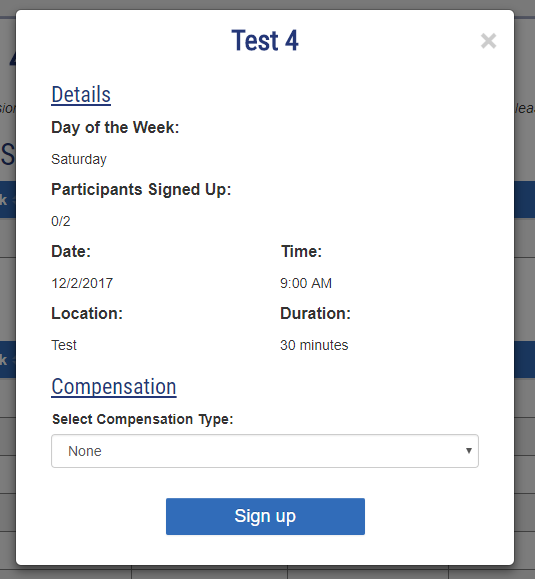 Test 4
×
Details
Day of the Week:
Saturday
Participants Signed Up:
0/2
Date: Time:
12/2/2017 9:00 AM
Location: Duration:
Test 30 minutes
Compensation
Select Compensation Type:
None
Sign up